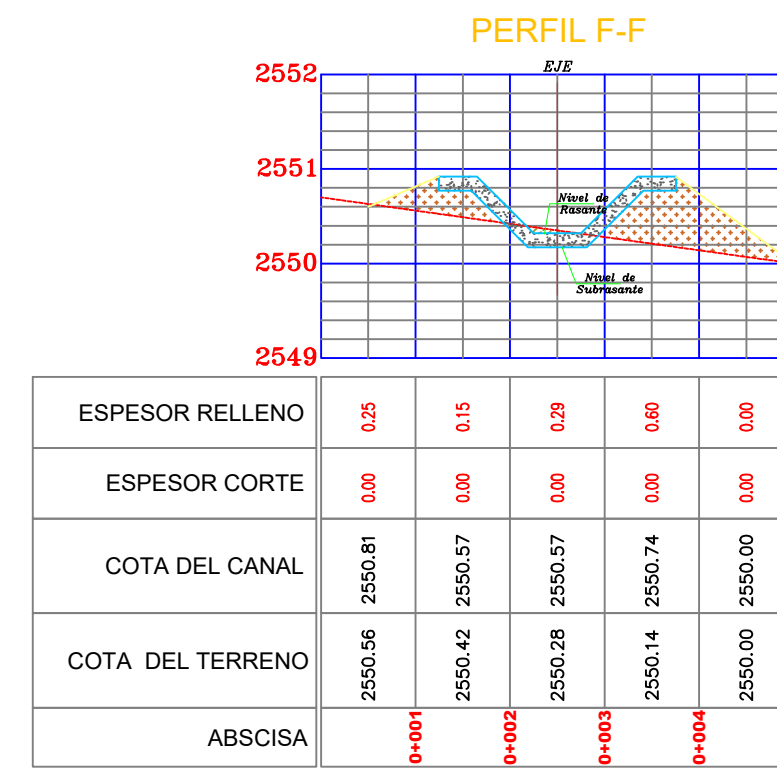 PERFIL F-F
EJE
2552
2551
2550
2549
Nivel de
Rasante
Nivel de
Subrasante
ESPESOR RELLENO 0.25 0.15 0.29 0.60 0.00
ESPESOR CORTE 0.00 0.00 0.00 0.00 0.00
COTA DEL CANAL 2550.81 2550.57 2550.57 2550.74 2550.00
COTA DEL TERRENO 2550.56 2550.42 2550.28 2550.14 2550.00
ABSCISA 0+001 0+002 0+003 0+004